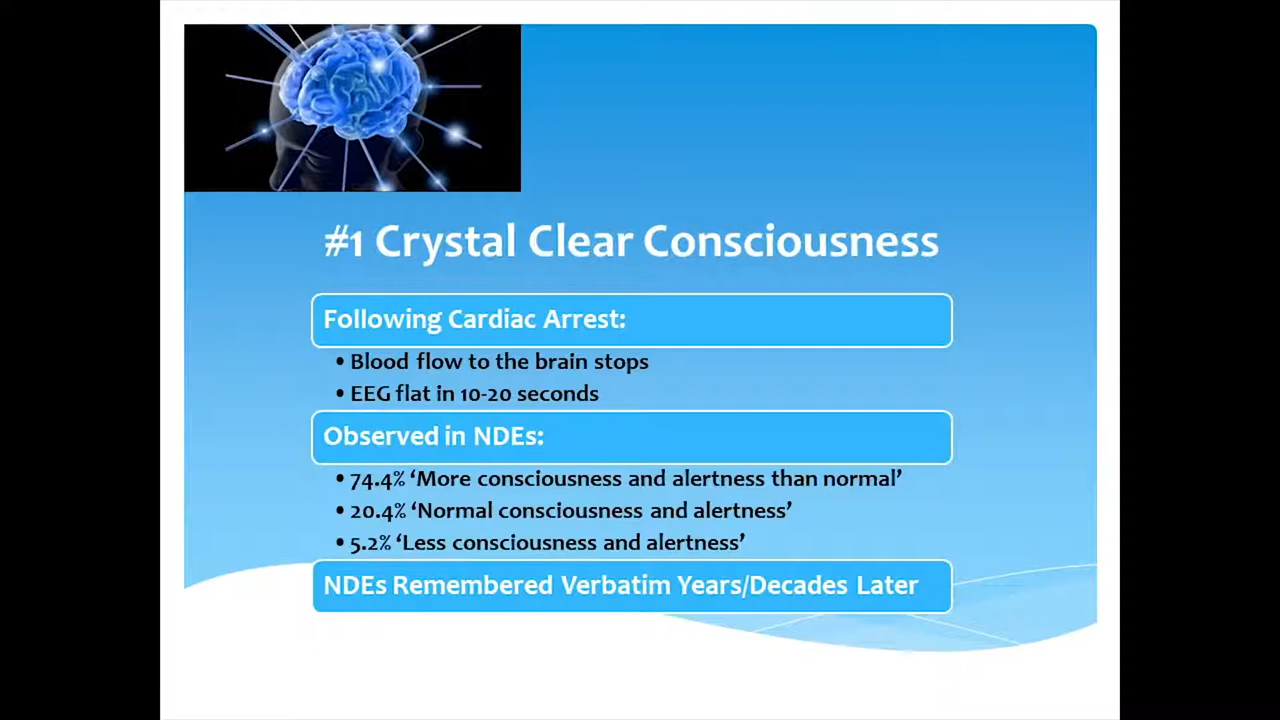 #1 Crystal Clear Consciousness
Following Cardiac Arrest:
• Blood flow to the brain stops
• EEG flat in 10-20 seconds
Observed in NDEs:
• 74.4% ‘More consciousness and alertness than normal’
• 20.4% ‘Normal consciousness and alertness’
• 5.2% ‘Less consciousness and alertness’
NDEs Remembered Verbatim Years/Decades Later